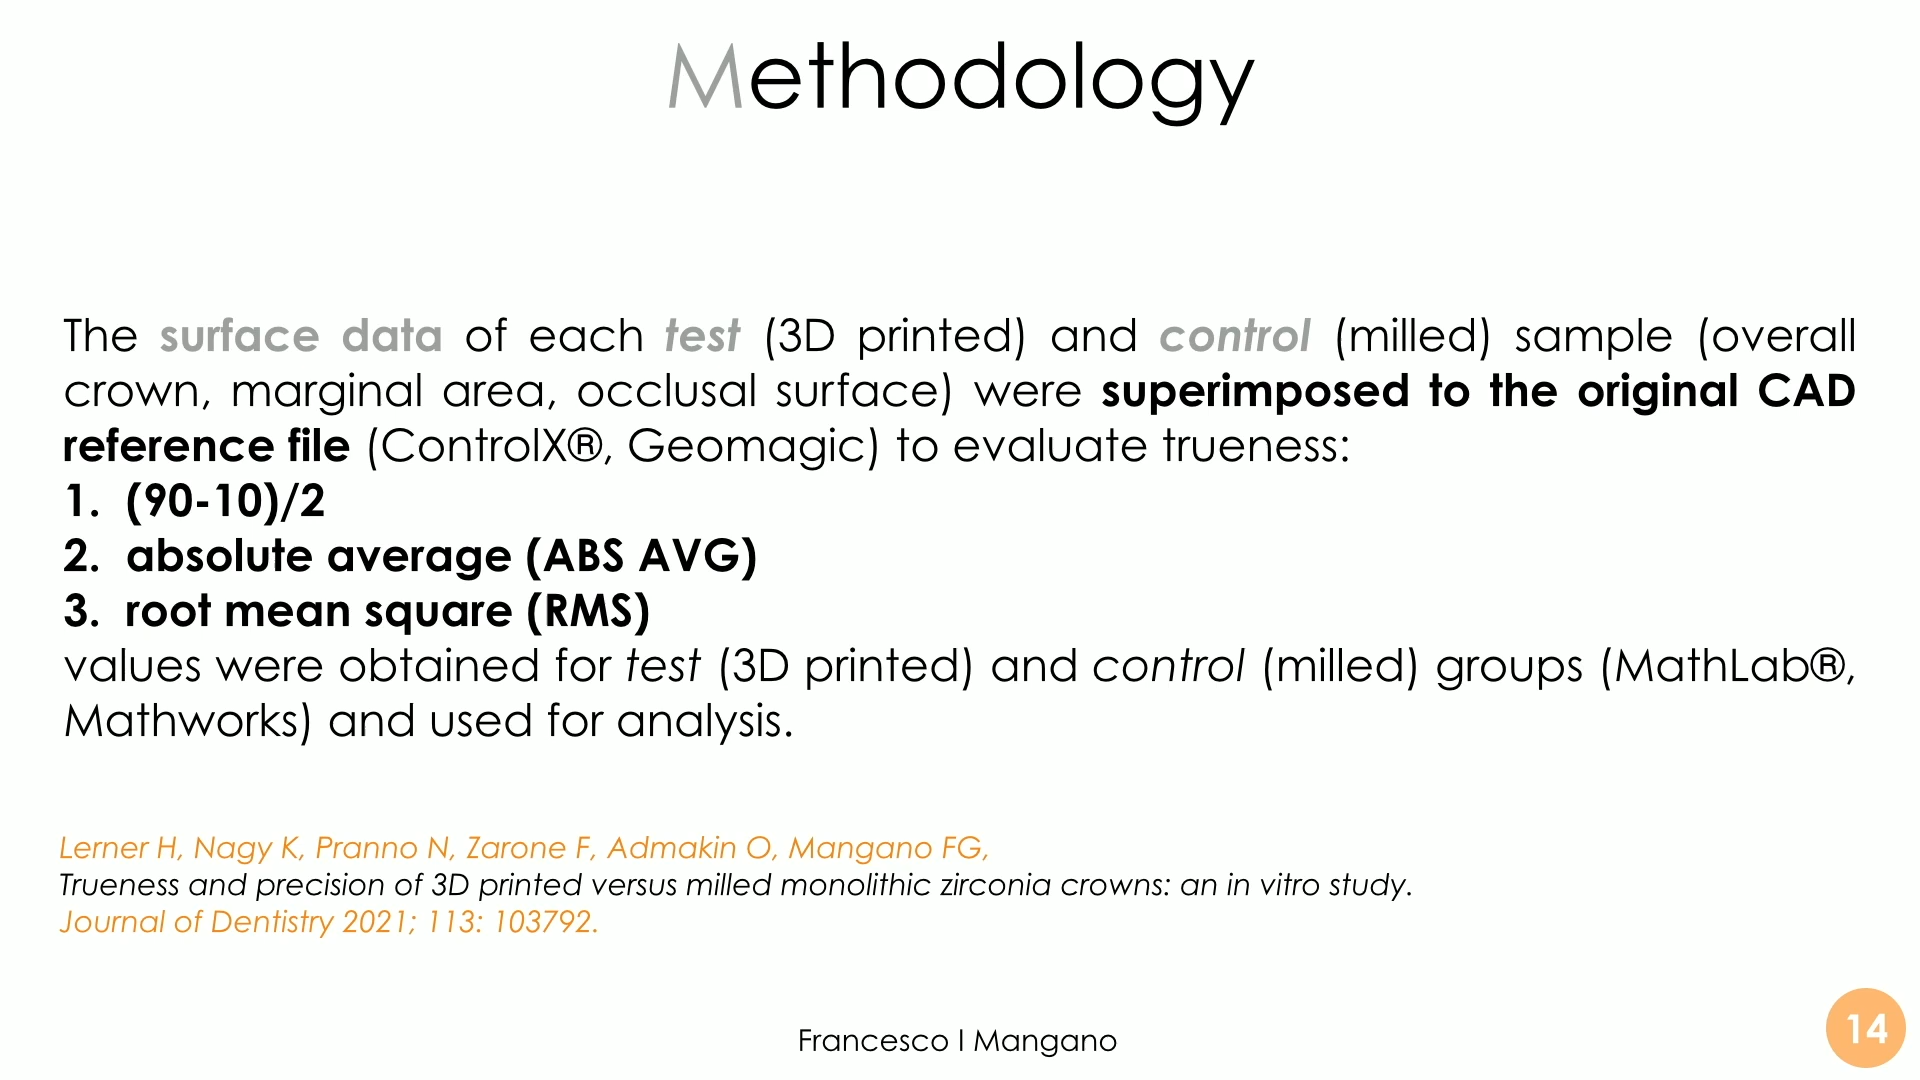 Methodology
The surface data of each test (3D printed) and control (milled) sample (overall
crown, marginal area, occlusal surface) were superimposed to the original CAD
reference file (ControlX®, Geomagic) to evaluate trueness:
1. (90-10)/2
2. absolute average (ABS AVG)
3. root mean square (RMS)
values were obtained for test (3D printed) and control (milled) groups (MathLab®,
Mathworks) and used for analysis.
Lerner H, Nagy K, Pranno N, Zarone F, Admakin O, Mangano FG,
Trueness and precision of 3D printed versus milled monolithic zirconia crowns: an in vitro study.
Journal of Dentistry 2021; 113: 103792.
Francesco I Mangano
14